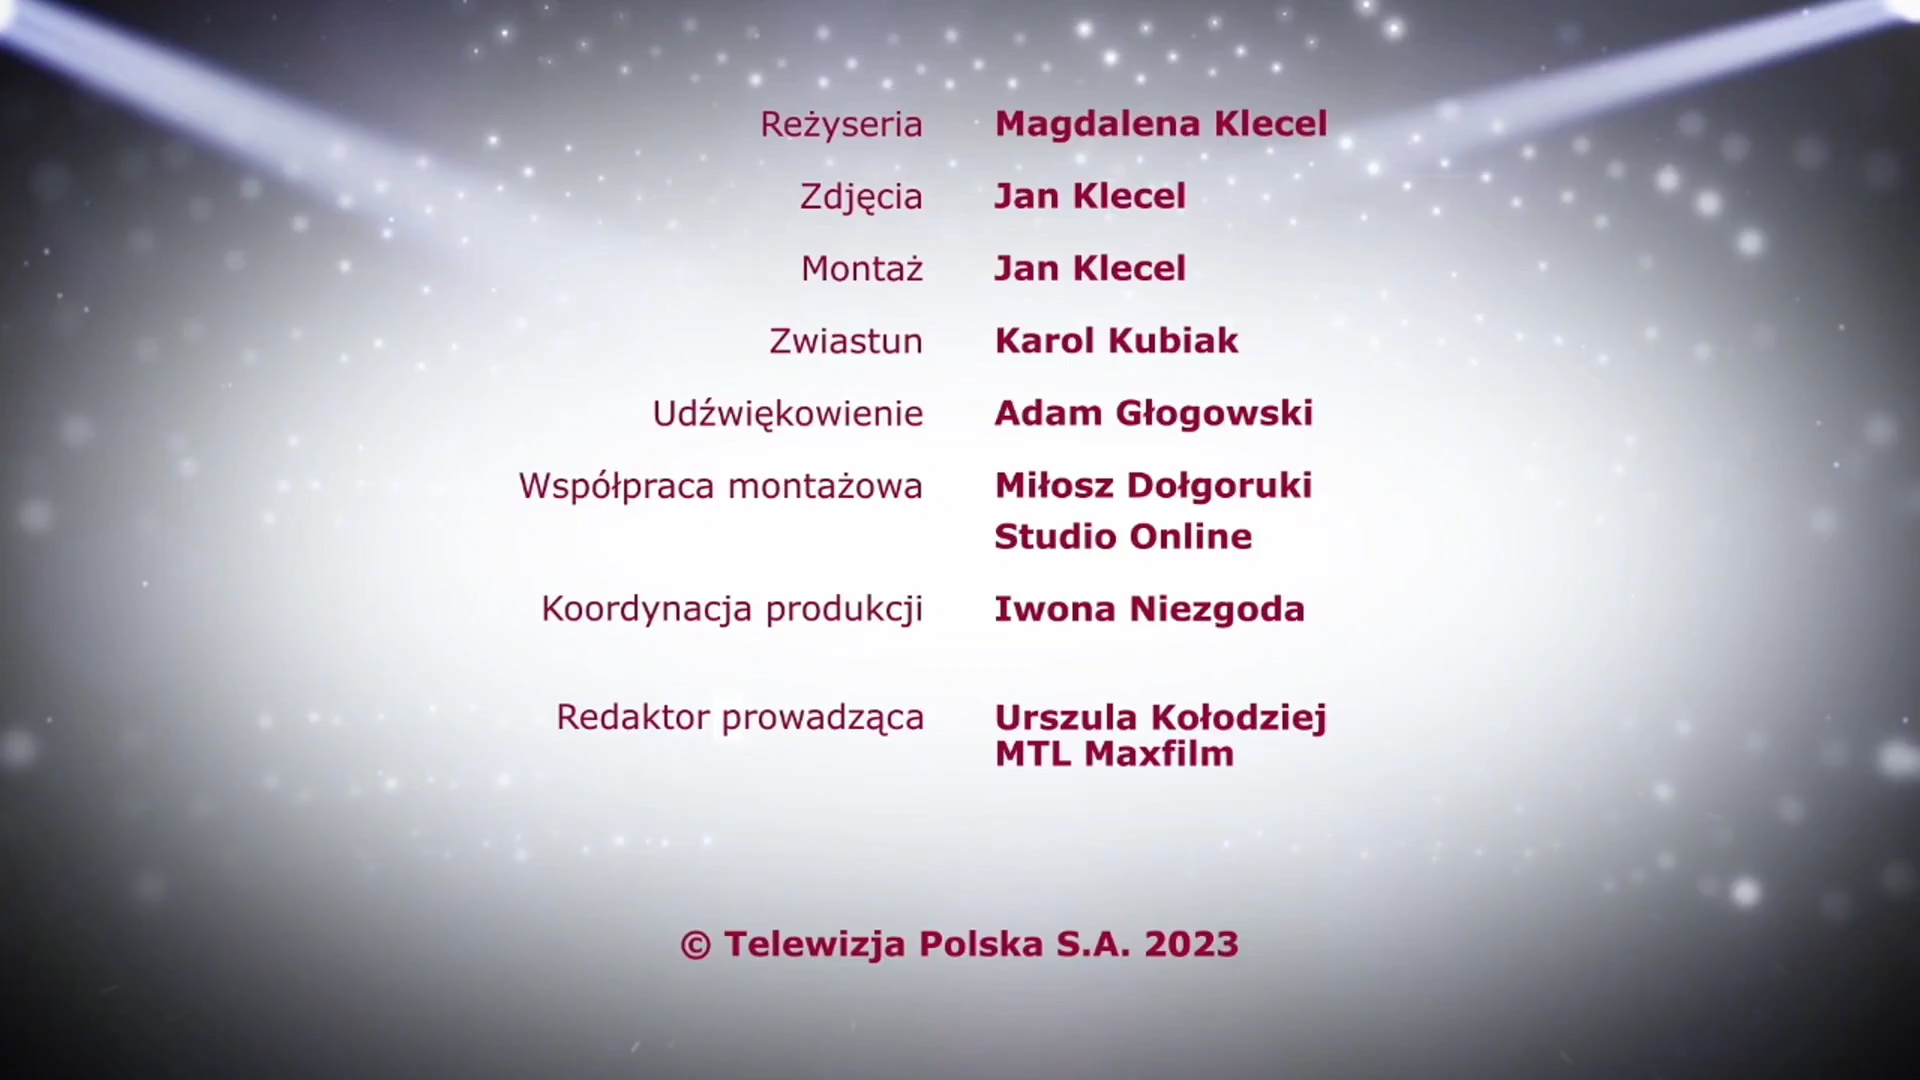 Reżyseria Magdalena Klecel
Zdjęcia Jan Klecel
Montaż Jan Klecel
Zwiastun Karol Kubiak
Udźwiękowienie Adam Głogowski
Współpraca montażowa Miłosz Dołgoruki
Studio Online
Koordynacja produkcji Iwona Niezgoda
Redaktor prowadząca Urszula Kołodziej
MTL Maxfilm
© Telewizja Polska S.A. 2023